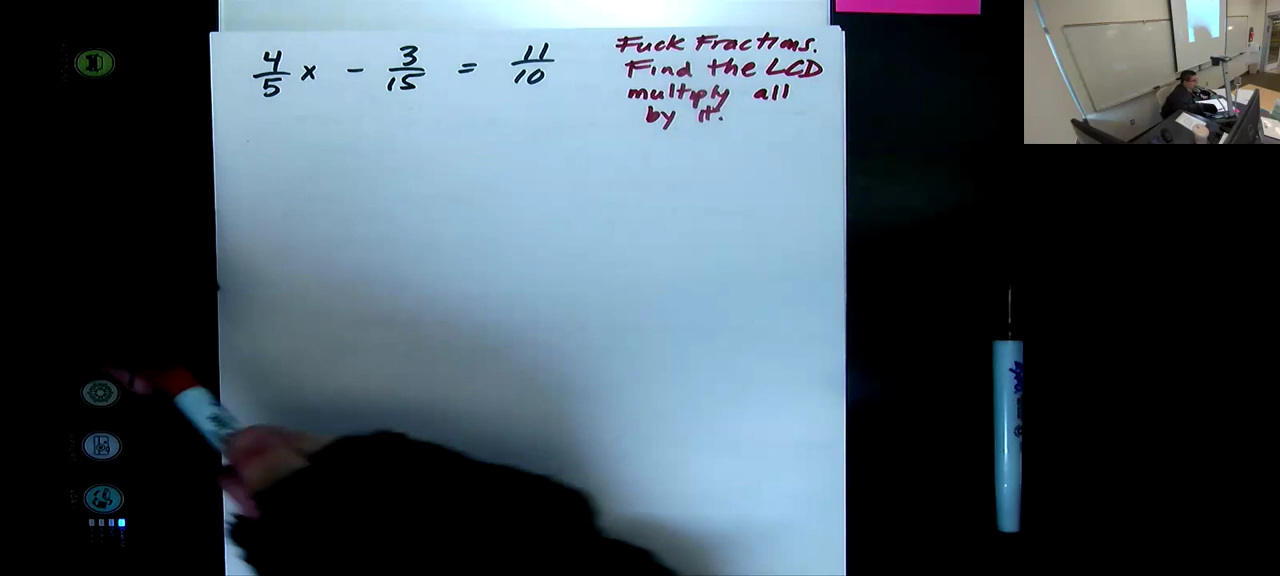 4/5 x - 3/15 = 11/10
Fuck Fractions.
Find the LCD
multiply all
by it.